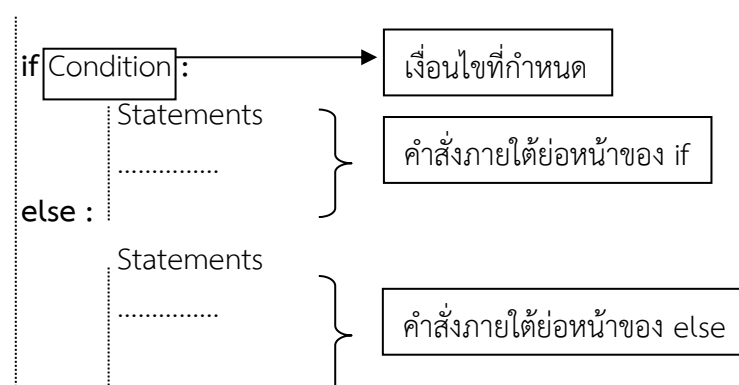 if Condition : เงื่อนไขที่กำหนด
Statements
............... คำสั่งภายใต้ย่อหน้าของ if
else :
Statements
............... คำสั่งภายใต้ย่อหน้าของ else